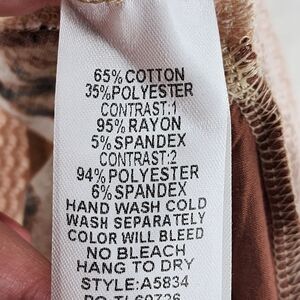 65% COTTON
35% POLYESTER
CONTRAST:1
95% RAYON
5% SPANDEX
CONTRAST:2
94% POLYESTER
6% SPANDEX
HAND WASH COLD
WASH SEPARATELY
COLOR WILL BLEED
NO BLEACH
HANG TO DRY
STYLE:A5834